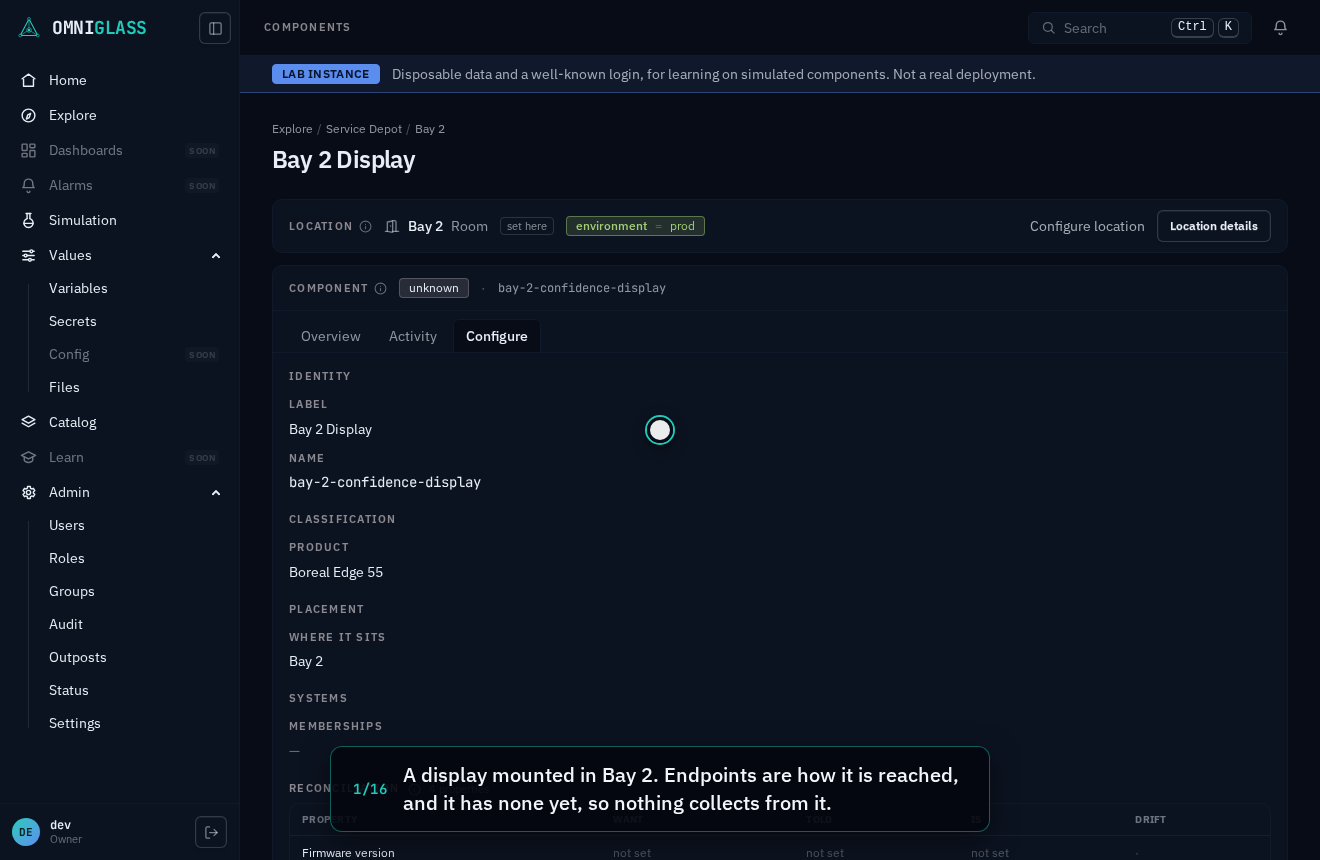 OMNIGLASS
COMPONENTS
Search
Ctrl K
LAB INSTANCE Disposable data and a well-known login, for learning on simulated components. Not a real deployment.
Home
Explore
Dashboards SOON
Alarms SOON
Simulation
Values
Variables
Secrets
Config SOON
Files
Catalog
Learn SOON
Admin
Users
Roles
Groups
Audit
Outposts
Status
Settings
DE dev
Owner
Explore / Service Depot / Bay 2
Bay 2 Display
LOCATION Bay 2 Room set here environment = prod Configure location Location details
COMPONENT unknown · bay-2-confidence-display
Overview Activity Configure
IDENTITY
LABEL
Bay 2 Display
NAME
bay-2-confidence-display
CLASSIFICATION
PRODUCT
Boreal Edge 55
PLACEMENT
WHERE IT SITS
Bay 2
SYSTEMS
MEMBERSHIPS
—
1/16 A display mounted in Bay 2. Endpoints are how it is reached,
and it has none yet, so nothing collects from it.
PROPERTY WANT TOLD IS DRIFT
Firmware version not set not set not set ·